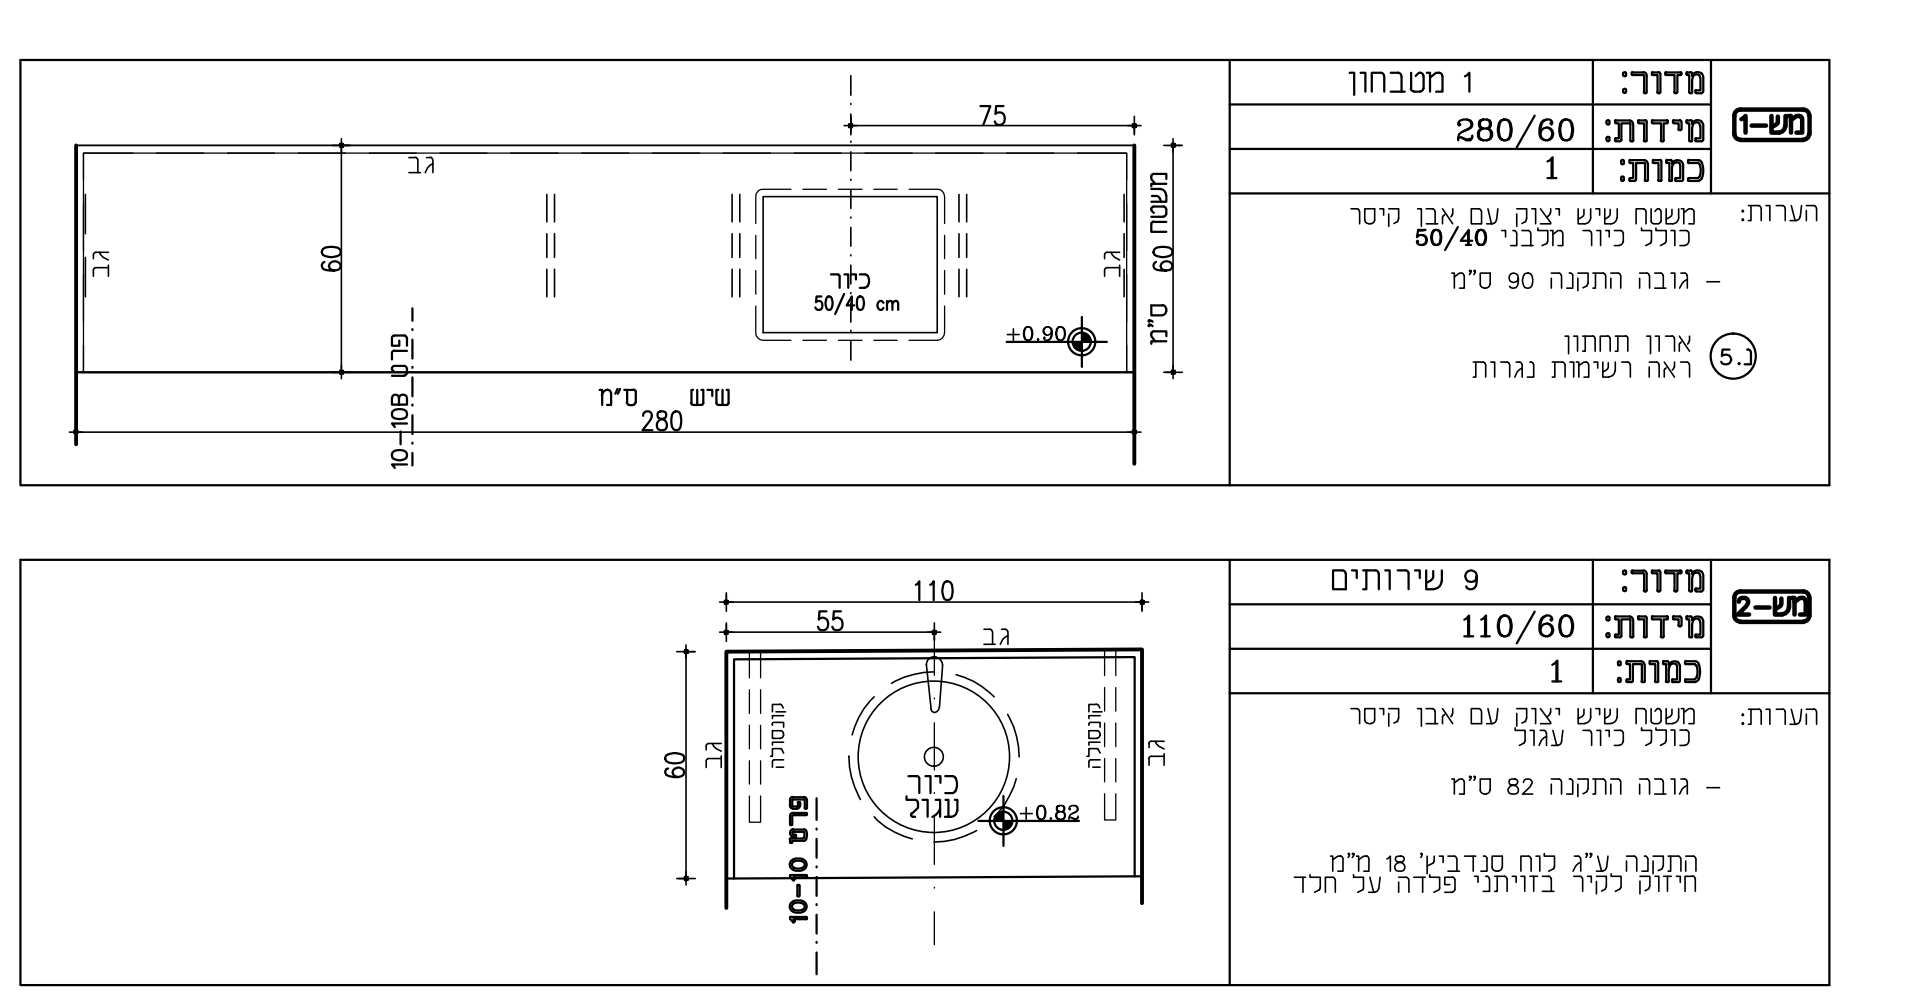 מש-1
מדור: 1 מטבחון
מידות: 280/60
כמות: 1
הערות: משטח שיש יצוק עם אבן קיסר
כולל כיור מלבני 50/40
- גובה התקנה 90 ס"מ
נ.5 ארון תחתון
ראה רשימות נגרות
75
גב
60
גב
גב
משטח 60 ס"מ
כיור
50/40 cm
+0.90
פרט 10-10B
שיש ס"מ
280
מש-2
מדור: 9 שירותים
מידות: 110/60
כמות: 1
הערות: משטח שיש יצוק עם אבן קיסר
כולל כיור עגול
- גובה התקנה 82 ס"מ
התקנה ע"ג לוח סנדביץ' 18 מ"מ
חיזוק לקיר בזויתני פלדה על חלד
110
55
גב
60
גב
קונסולה
קונסולה
גב
כיור
עגול
+0.82
פרט 10-10